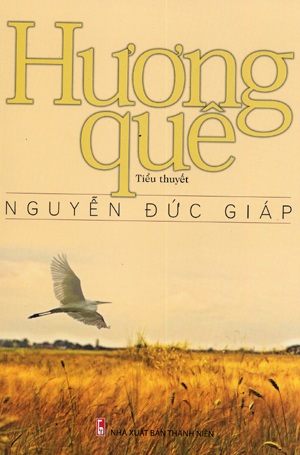 Hương
quê
Tiểu thuyết
NGUYỄN ĐỨC GIÁP
NHÀ XUẤT BẢN THANH NIÊN